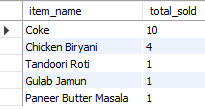 item_name total_sold
Coke 10
Chicken Biryani 4
Tandoori Roti 1
Gulab Jamun 1
Paneer Butter Masala 1